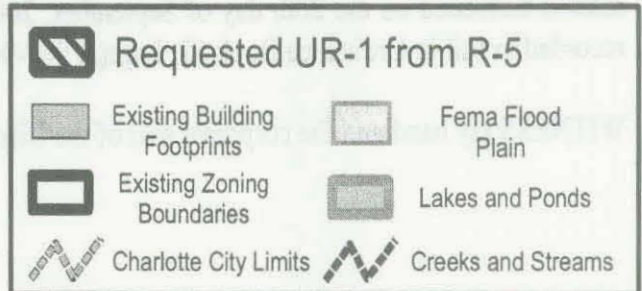 Requested UR-1 from R-5
Existing Building
Footprints
Fema Flood
Plain
Existing Zoning
Boundaries
Lakes and Ponds
Charlotte City Limits
Creeks and Streams